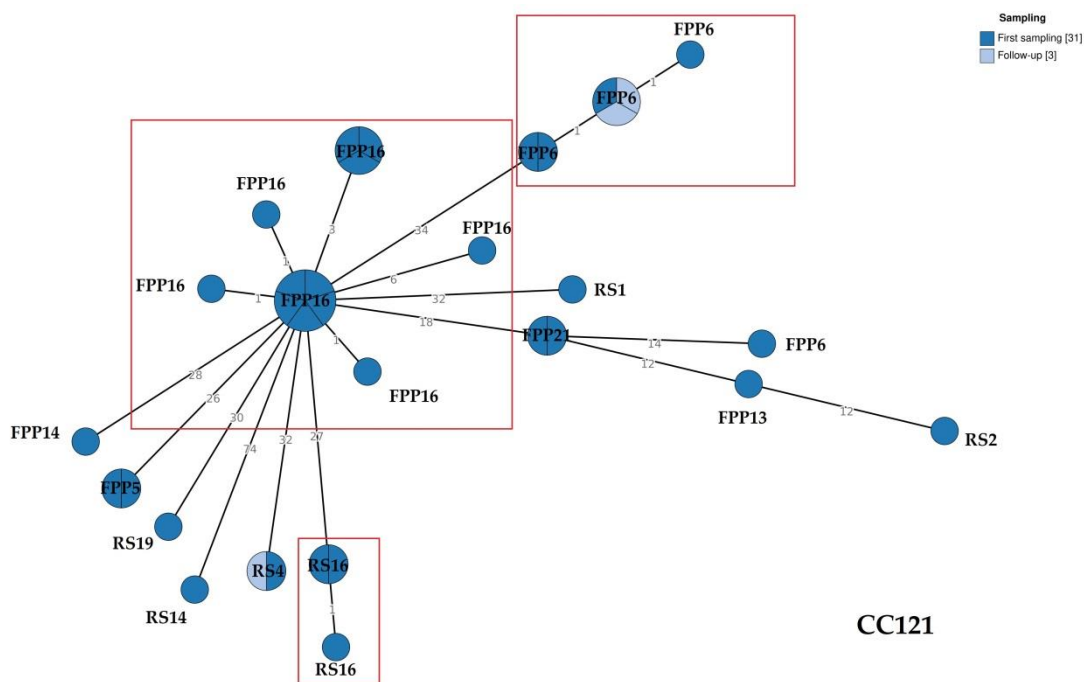 Sampling
First sampling [31]
Follow-up [3]
FPP6
1
FPP6
1
FPP6
FPP16
FPP16
3
34
FPP16
1
6
FPP16
1
FPP16
32
RS1
18
FPP21
1
14
FPP6
12
FPP16
FPP13
12
RS2
28
26
30
74
32
27
FPP14
FPP5
RS19
RS14
RS4
RS16
1
RS16
CC121